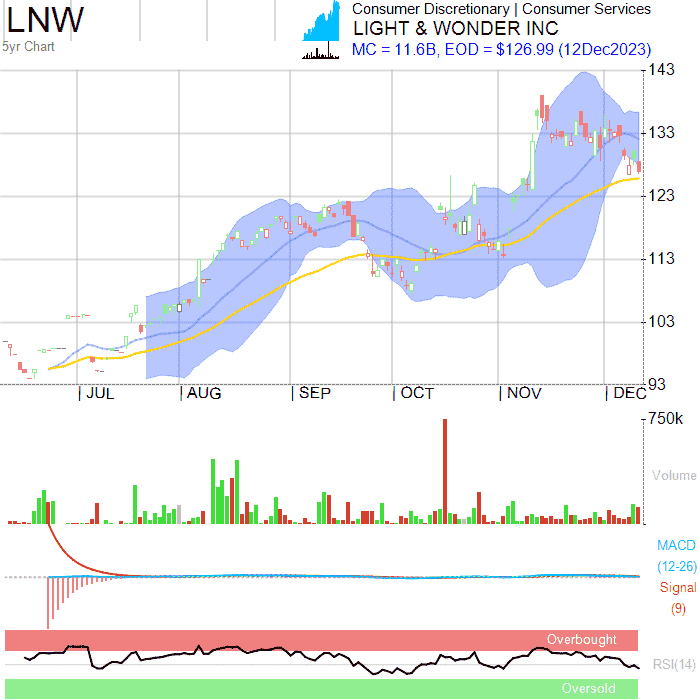 LNW
5yr Chart
Consumer Discretionary | Consumer Services
LIGHT & WONDER INC
MC = 11.6B, EOD = $126.99 (12Dec2023)
143
133
123
113
103
93
JUL
AUG
SEP
OCT
NOV
DEC
750k
Volume
MACD
(12-26)
Signal
(9)
Overbought
RSI(14)
Oversold